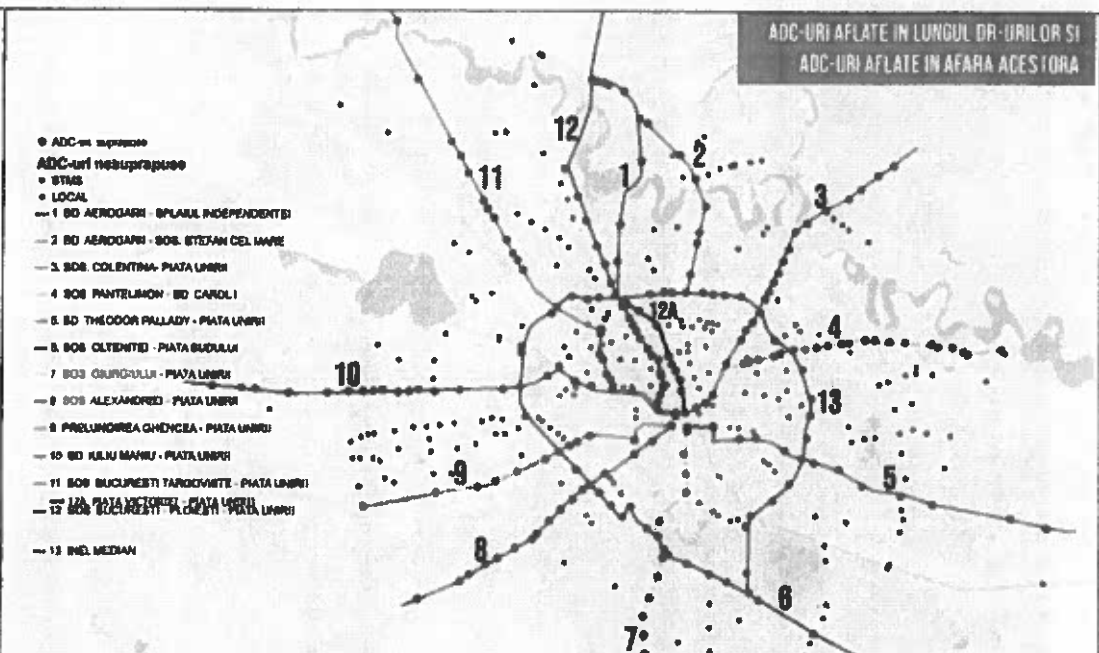 ADC-URI AFLATE IN LUNGUL DR-URILOR SI
ADC-URI AFLATE IN AFARA ACESTORA
ADC-uri suprapuse
ADC-uri nesuprapuse
STMS
LOCAL
1 BD AEROGARII - SPLAIUL INDEPENDENTEI
2 BD AEROGARII - SOS. STEFAN CEL MARE
3 SOS. COLENTINA- PIATA UNIRII
4 SOS PANTELIMON - BD CAROL I
5 BD THEODOR PALLADY - PIATA UNIRII
6 SOS OLTENITEI - PIATA SUDULUI
7 SOS GIURGIULUI - PIATA UNIRII
8 SOS ALEXANDRIEI - PIATA UNIRII
9 PRELUNGIREA GHENCEA - PIATA UNIRII
10 BD IULIU MANIU - PIATA UNIRII
11 SOS BUCURESTI TARGOVISTE - PIATA UNIRII
12A PIATA VICTORIEI - PIATA UNIRII
12 SOS BUCURESTI - PLOIESTI - PIATA UNIRII
13 INEL MEDIAN
12
11
1
2
3
12A
4
10
13
9
5
8
6
7